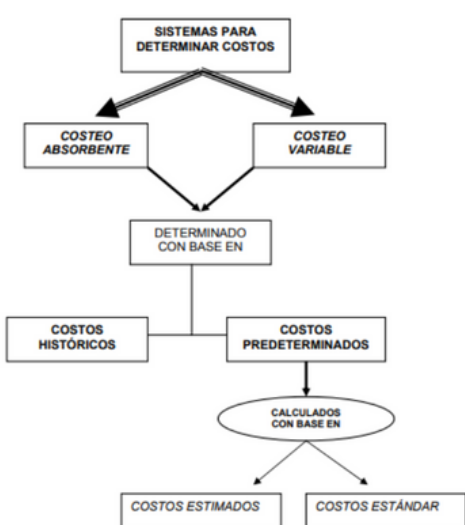 SISTEMAS PARA
DETERMINAR COSTOS
COSTEO
ABSORBENTE
COSTEO
VARIABLE
DETERMINADO
CON BASE EN
COSTOS
HISTÓRICOS
COSTOS
PREDETERMINADOS
CALCULADOS
CON BASE EN
COSTOS ESTIMADOS
COSTOS ESTÁNDAR